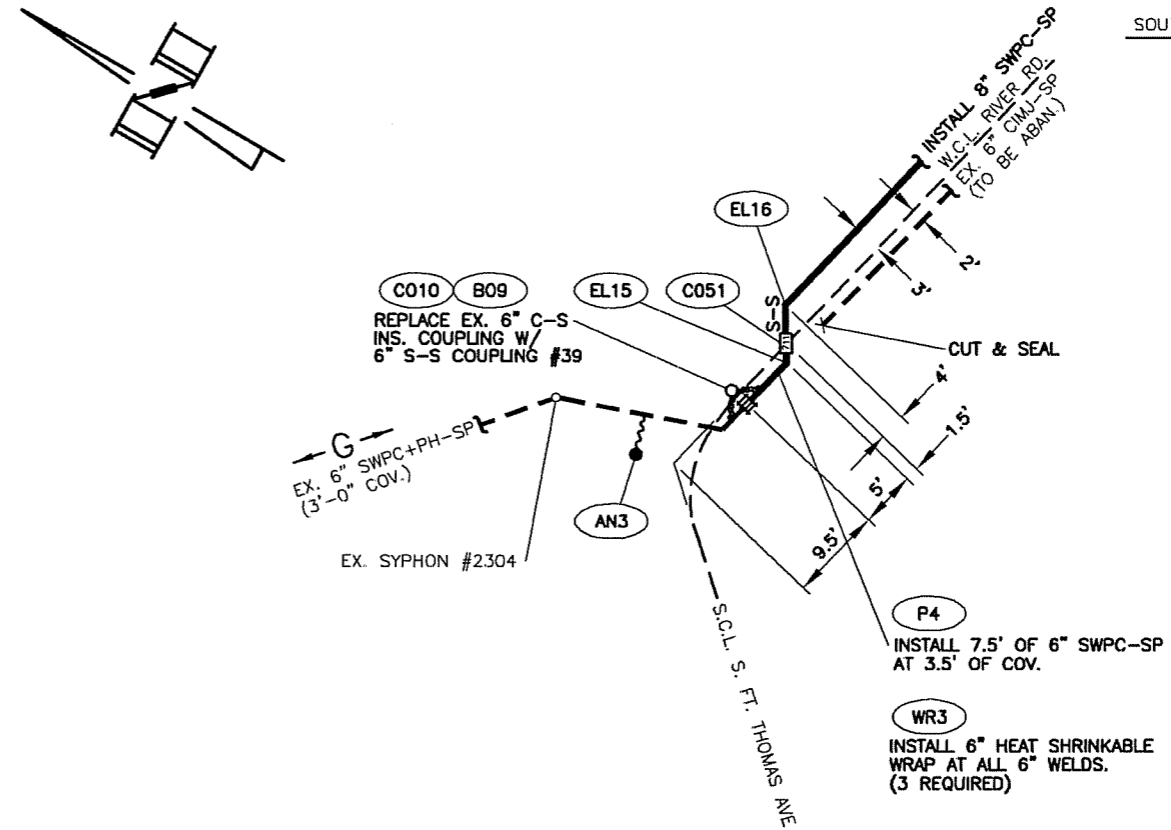 SOU
INSTALL 8" SWPC-SP
W.C.L. RIVER RD.
EX. 6" CIMJ-SP
(TO BE ABAN.)
EL16
2'
3'
C010
B09
EL15
C051
S-S
REPLACE EX. 6" C-S
INS. COUPLING W/
6" S-S COUPLING #39
CUT & SEAL
4'
1.5'
5'
9.5'
G
EX. 6" SWPC+PH-SP
(3'-0" COV.)
AN3
EX. SYPHON #2304
S.C.L. S. FT. THOMAS AVE
P4
INSTALL 7.5' OF 6" SWPC-SP
AT 3.5' OF COV.
WR3
INSTALL 6" HEAT SHRINKABLE
WRAP AT ALL 6" WELDS.
(3 REQUIRED)